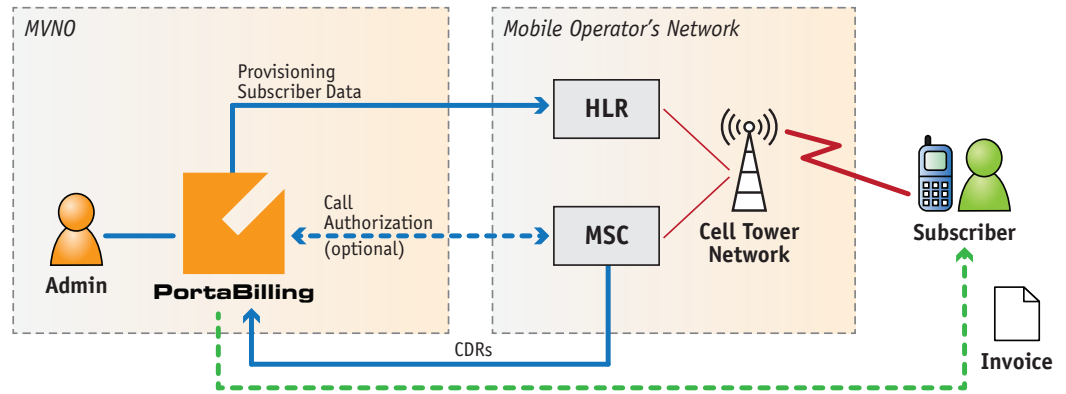 MVNO
Mobile Operator's Network
Provisioning
Subscriber Data
HLR
Call
Authorization
(optional)
MSC
Cell Tower
Network
Subscriber
Admin
PortaBilling
CDRs
Invoice